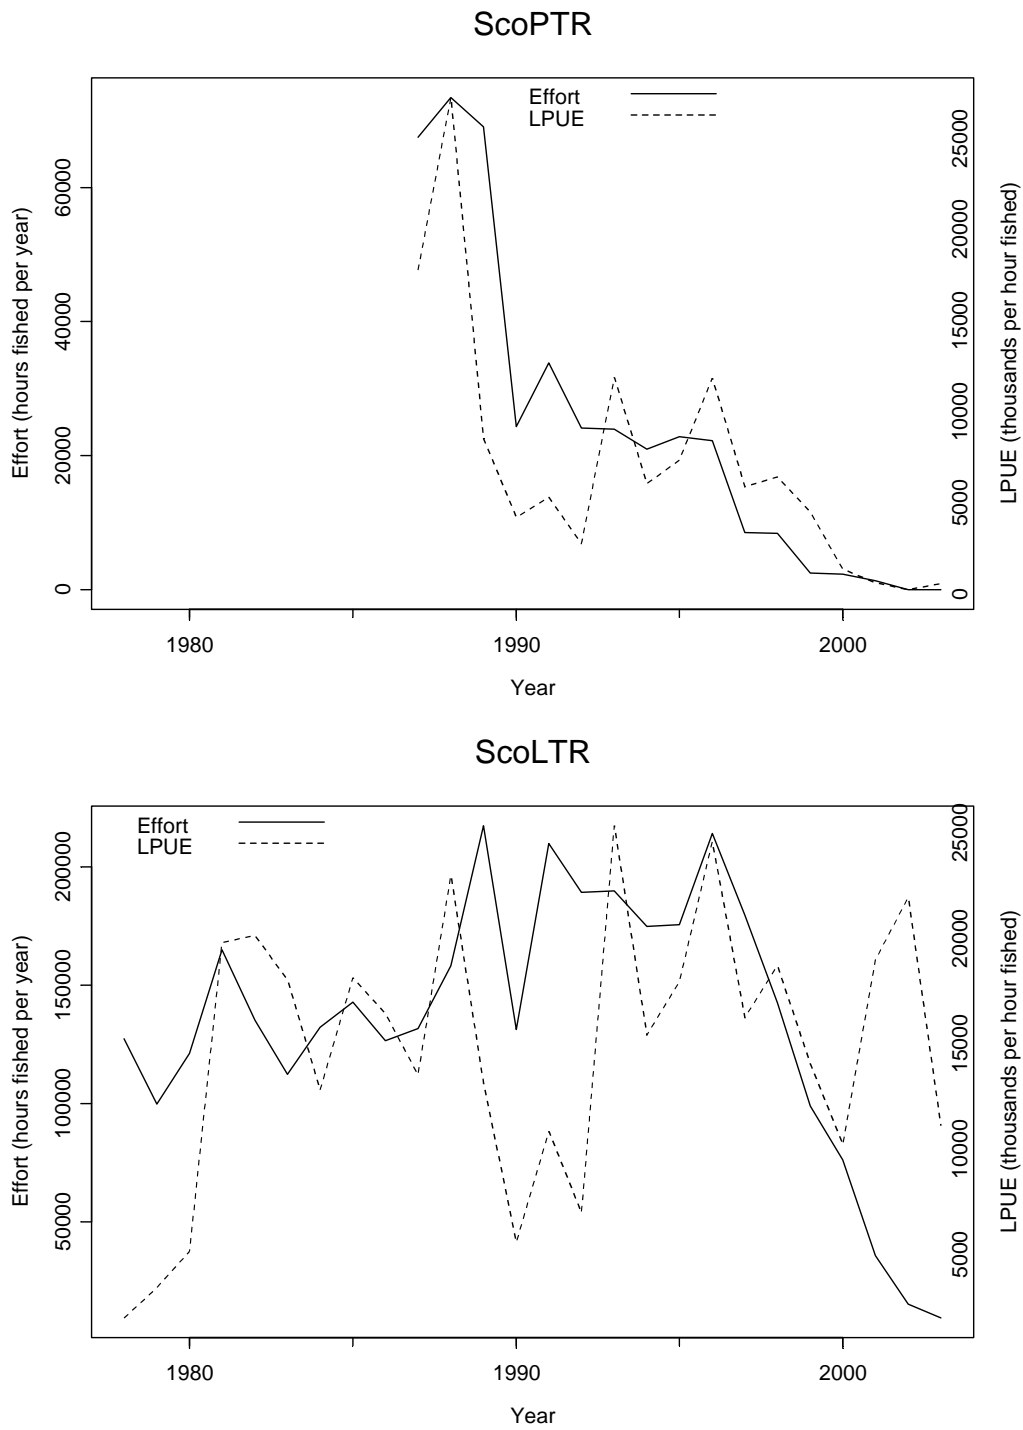 ScoPTR
Effort
LPUE
Effort (hours fished per year)
0 20000 40000 60000
LPUE (thousands per hour fished)
0 5000 10000 15000 20000 25000
1980 1990 2000
Year
ScoLTR
Effort
LPUE
Effort (hours fished per year)
50000 100000 150000 200000
LPUE (thousands per hour fished)
5000 10000 15000 20000 25000
1980 1990 2000
Year